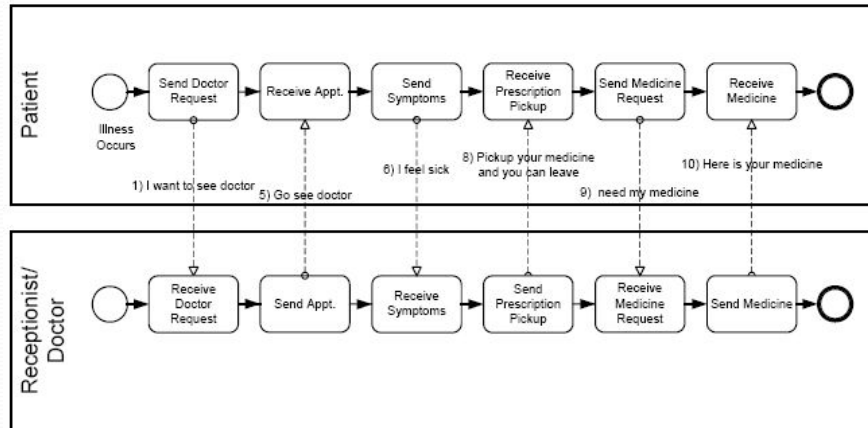 Patient
Send Doctor
Request
Receive Appt.
Send
Symptoms
Receive
Prescription
Pickup
Send Medicine
Request
Receive
Medicine
Illness
Occurs
1) I want to see doctor
5) Go see doctor
6) I feel sick
8) Pickup your medicine
and you can leave
9) need my medicine
10) Here is your medicine
Receptionist/
Doctor
Receive
Doctor
Request
Send Appt.
Receive
Symptoms
Send
Prescription
Pickup
Receive
Medicine
Request
Send Medicine